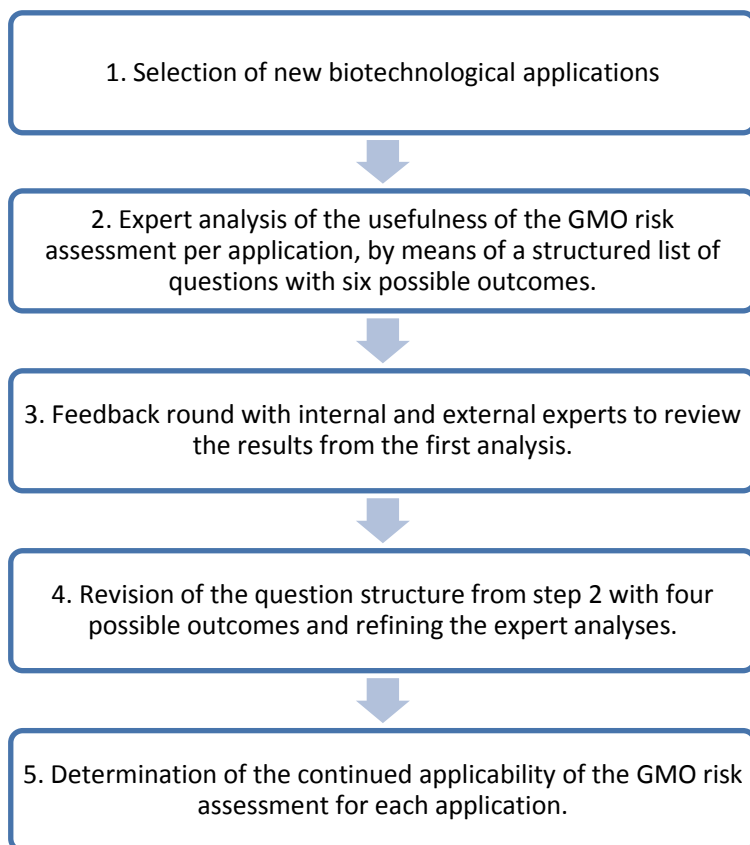 1. Selection of new biotechnological applications
2. Expert analysis of the usefulness of the GMO risk
assessment per application, by means of a structured list of
questions with six possible outcomes.
3. Feedback round with internal and external experts to review
the results from the first analysis.
4. Revision of the question structure from step 2 with four
possible outcomes and refining the expert analyses.
5. Determination of the continued applicability of the GMO risk
assessment for each application.